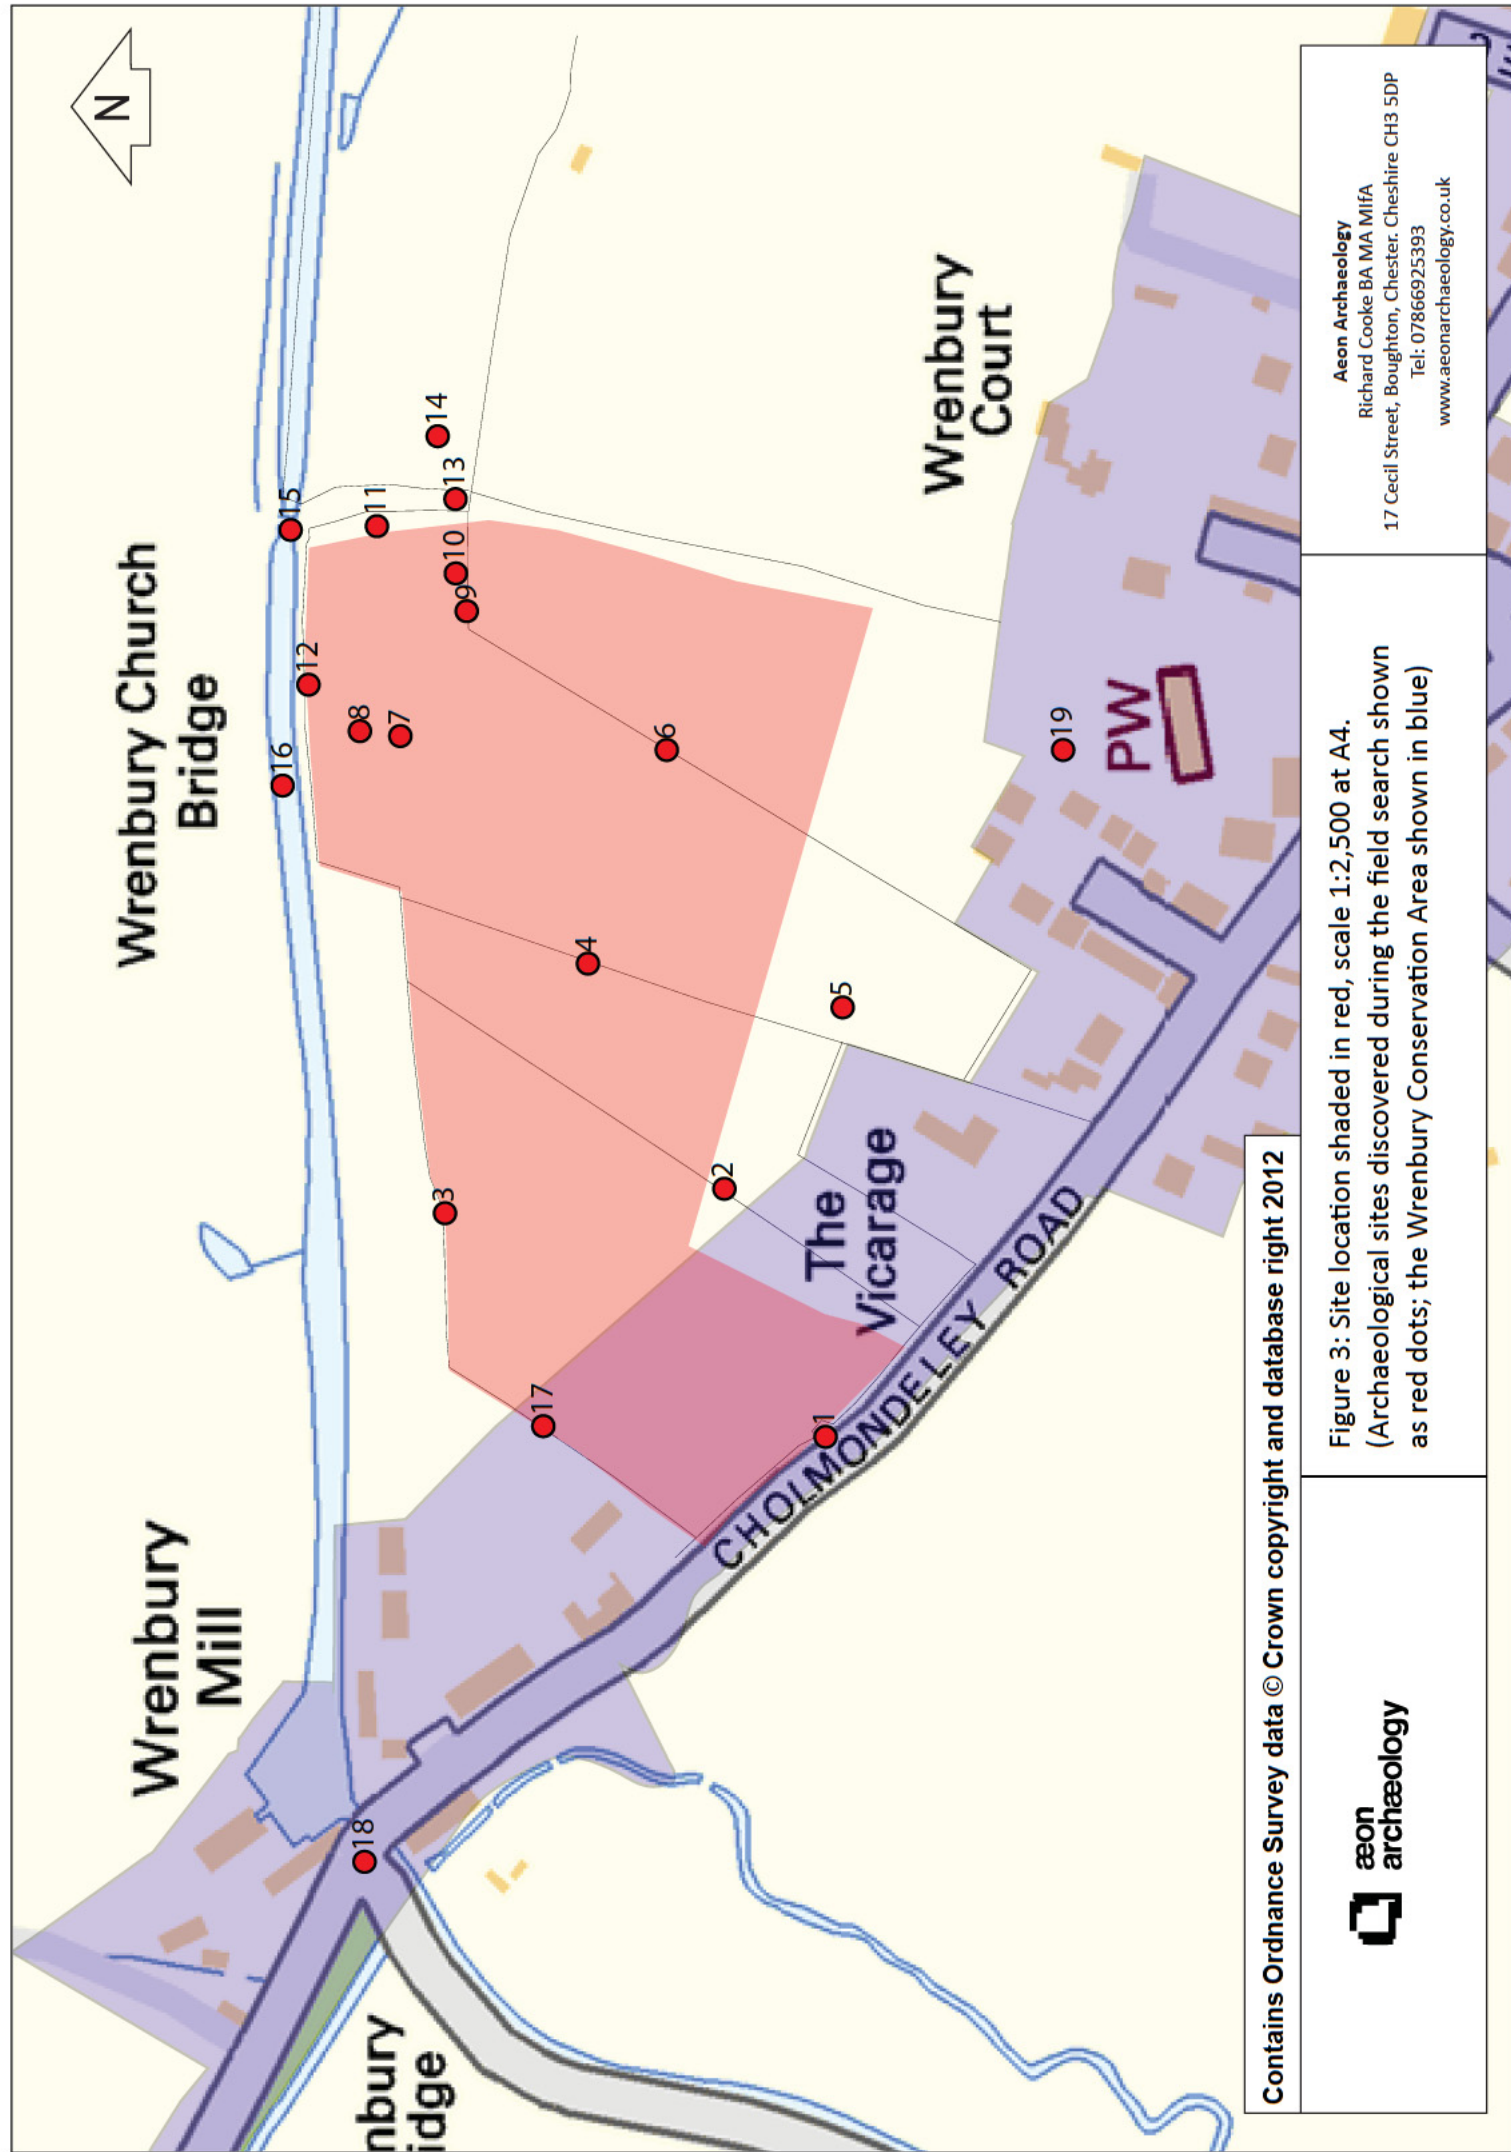 N
Wrenbury Church
Bridge
Wrenbury
Mill
nbury
idge
Wrenbury
Court
The
Vicarage
CHOLMONDELEY ROAD
PW
1
2
3
4
5
6
7
8
9
10
11
12
13
14
15
16
17
18
19
Contains Ordnance Survey data © Crown copyright and database right 2012
æon
archæology
Figure 3: Site location shaded in red, scale 1:2,500 at A4.
(Archaeological sites discovered during the field search shown
as red dots; the Wrenbury Conservation Area shown in blue)
Aeon Archaeology
Richard Cooke BA MA MIfA
17 Cecil Street, Boughton, Chester. Cheshire CH3 5DP
Tel: 07866925393
www.aeonarchaeology.co.uk